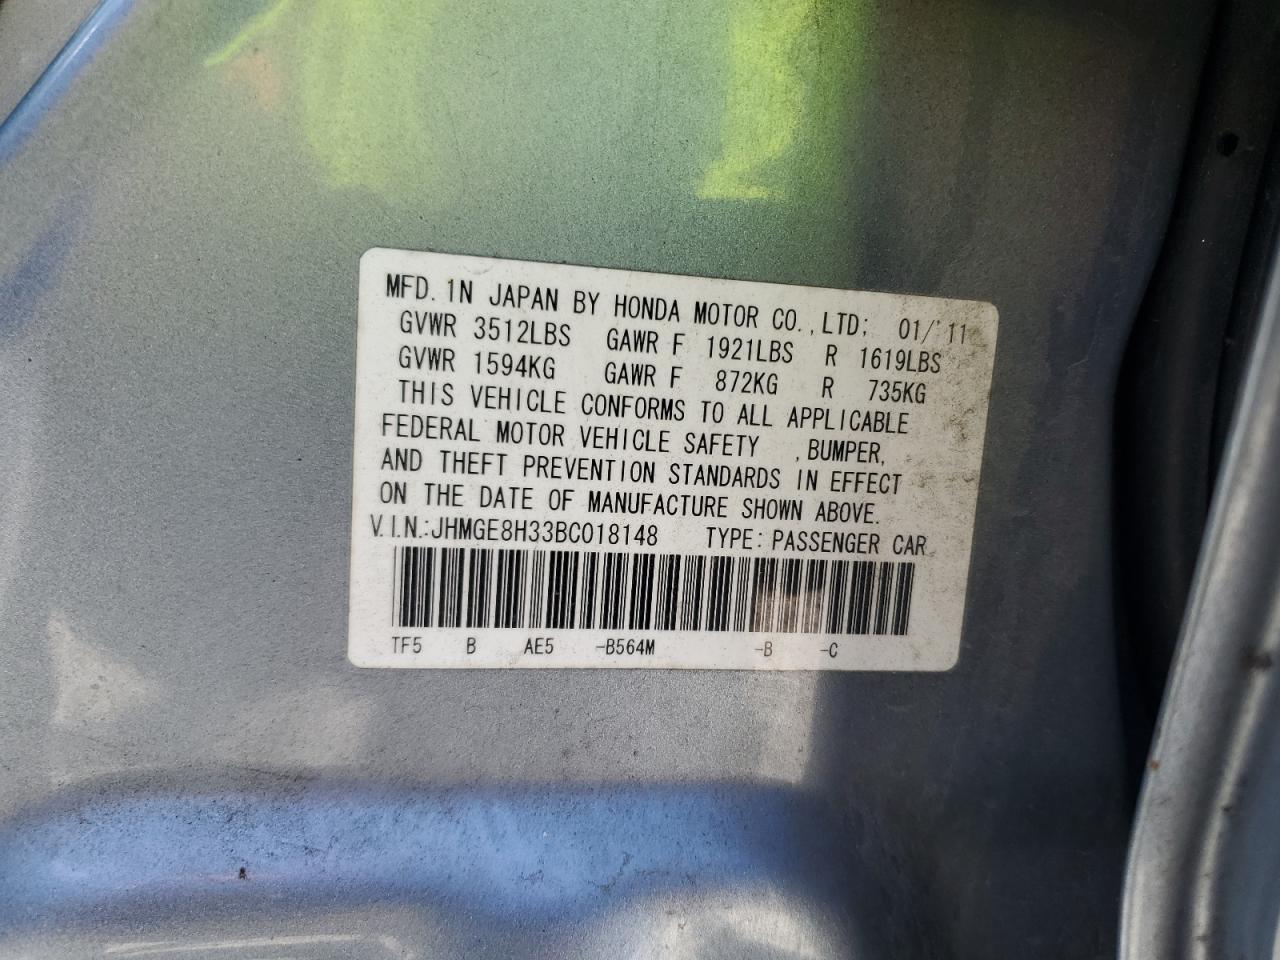 MFD. IN JAPAN BY HONDA MOTOR CO., LTD; 01/'11
GVWR 3512LBS GAWR F 1921LBS R 1619LBS
GVWR 1594KG GAWR F 872KG R 735KG
THIS VEHICLE CONFORMS TO ALL APPLICABLE
FEDERAL MOTOR VEHICLE SAFETY , BUMPER,
AND THEFT PREVENTION STANDARDS IN EFFECT
ON THE DATE OF MANUFACTURE SHOWN ABOVE.
V.I.N.:JHMGE8H33BC018148 TYPE: PASSENGER CAR
TF5 B AE5 -B564M -B -C